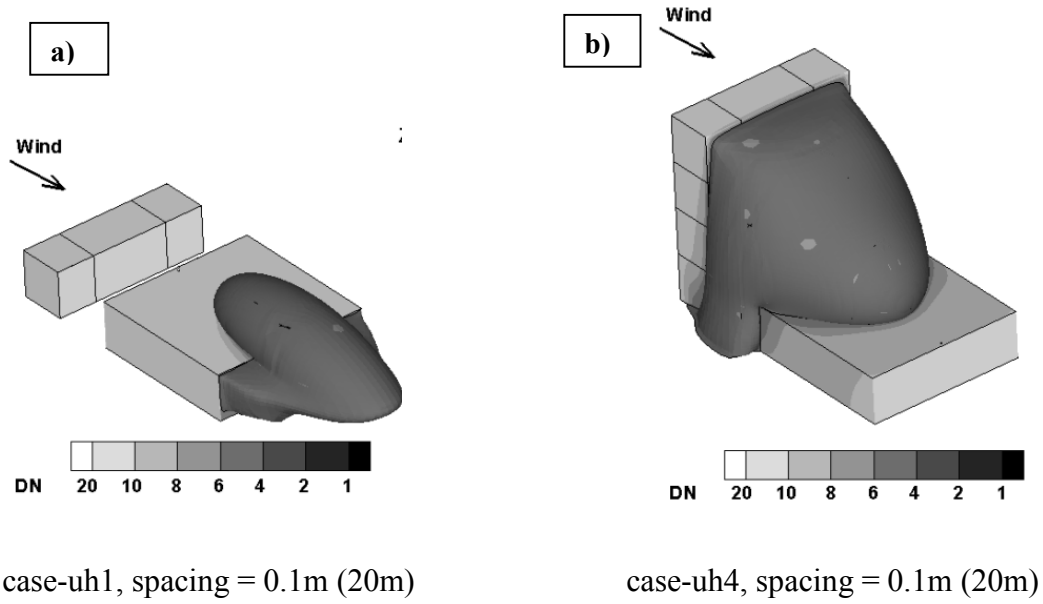 a)
Wind
DN 20 10 8 6 4 2 1
case-uh1, spacing = 0.1m (20m)
b)
Wind
DN 20 10 8 6 4 2 1
case-uh4, spacing = 0.1m (20m)